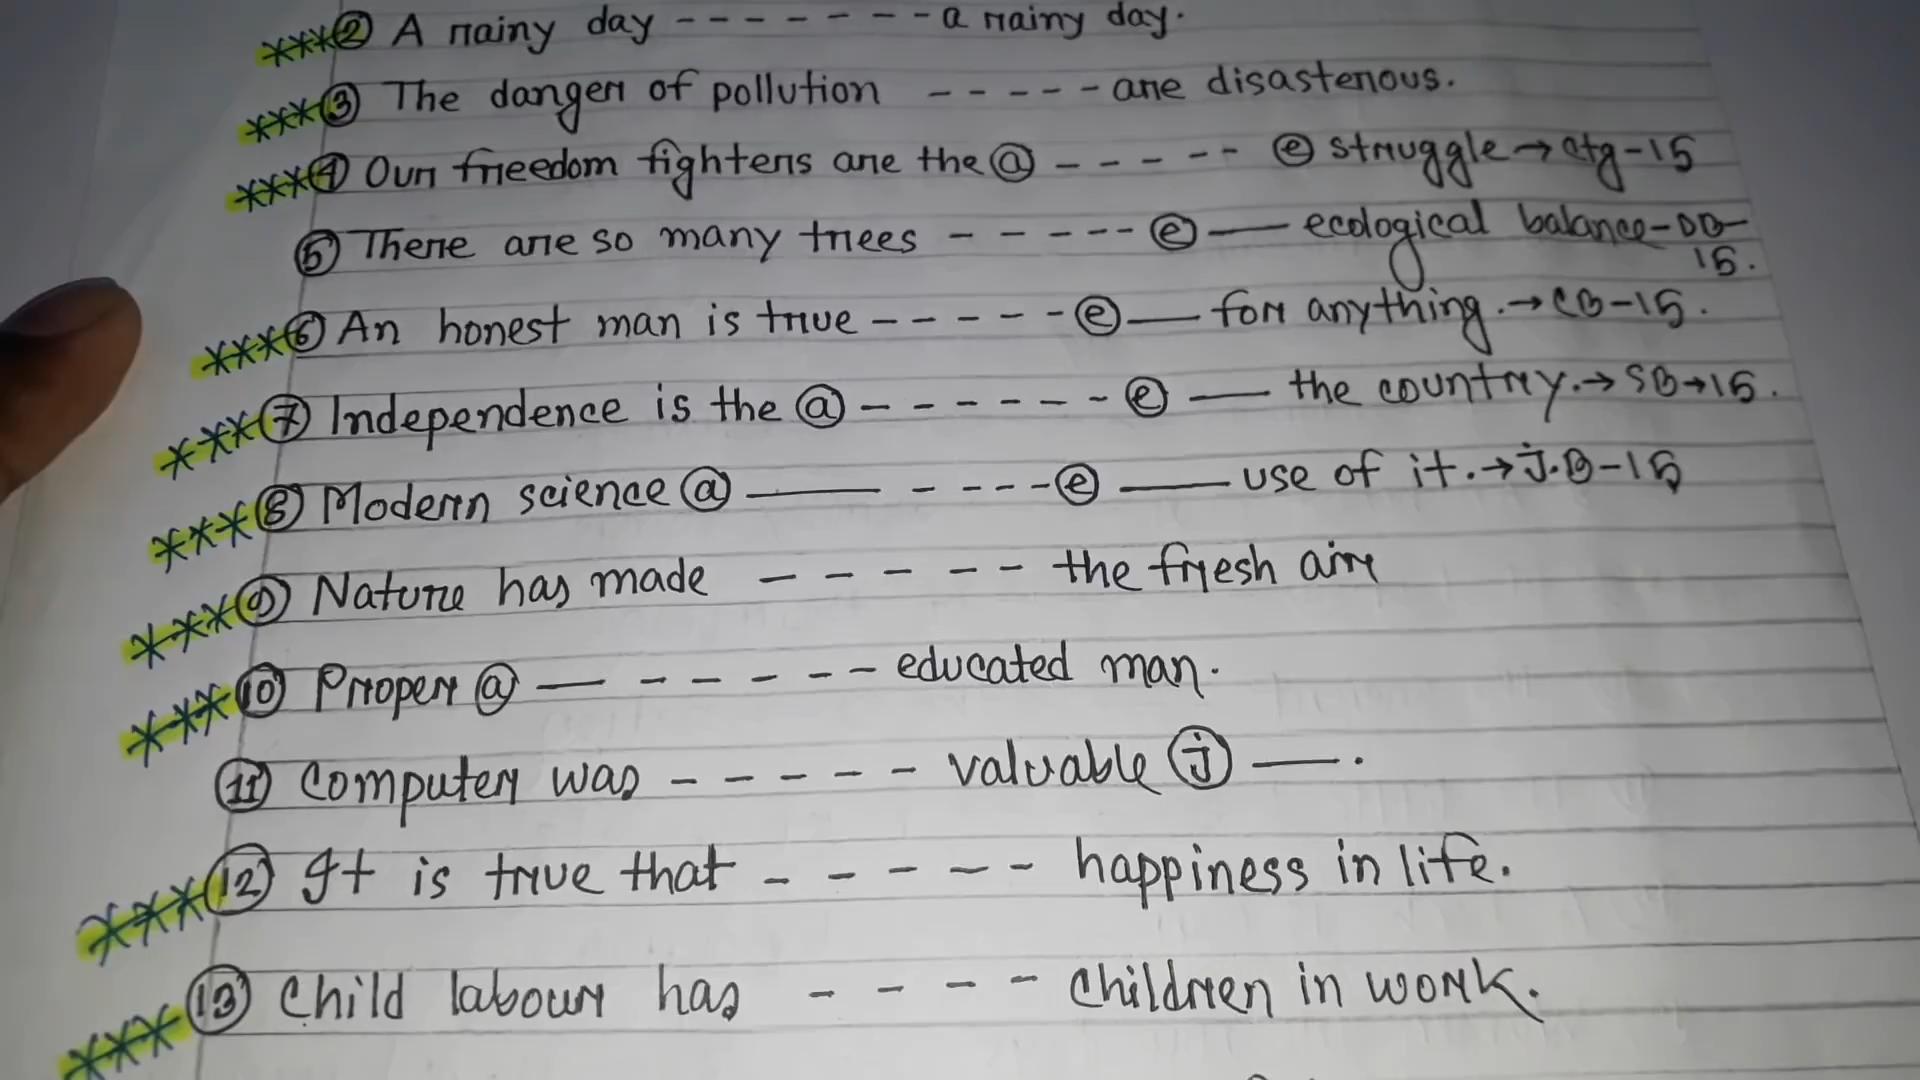 ***② A rainy day - - - - - - - - a rainy day.
***③ The danger of pollution - - - - - are disasterous.
***④ Our freedom fighters are the ⓐ - - - - - - ⓔ struggle → ctg-15
⑤ There are so many trees - - - - - - ⓔ — ecological balance - DB-
15.
***⑥ An honest man is true - - - - - - ⓔ — for anything. → CB-15.
***⑦ Independence is the ⓐ - - - - - - - ⓔ — the country. → SB → 15.
***⑧ Modern science ⓐ — - - - - - ⓔ — use of it. → J.B-15
***⑨ Nature has made - - - - - the fresh air
***⑩ Proper ⓐ — - - - - - - educated man.
⑪ Computer was - - - - - valuable ⓙ —.
***⑫ It is true that - - - - - happiness in life.
***⑬ Child labour has - - - - children in work.